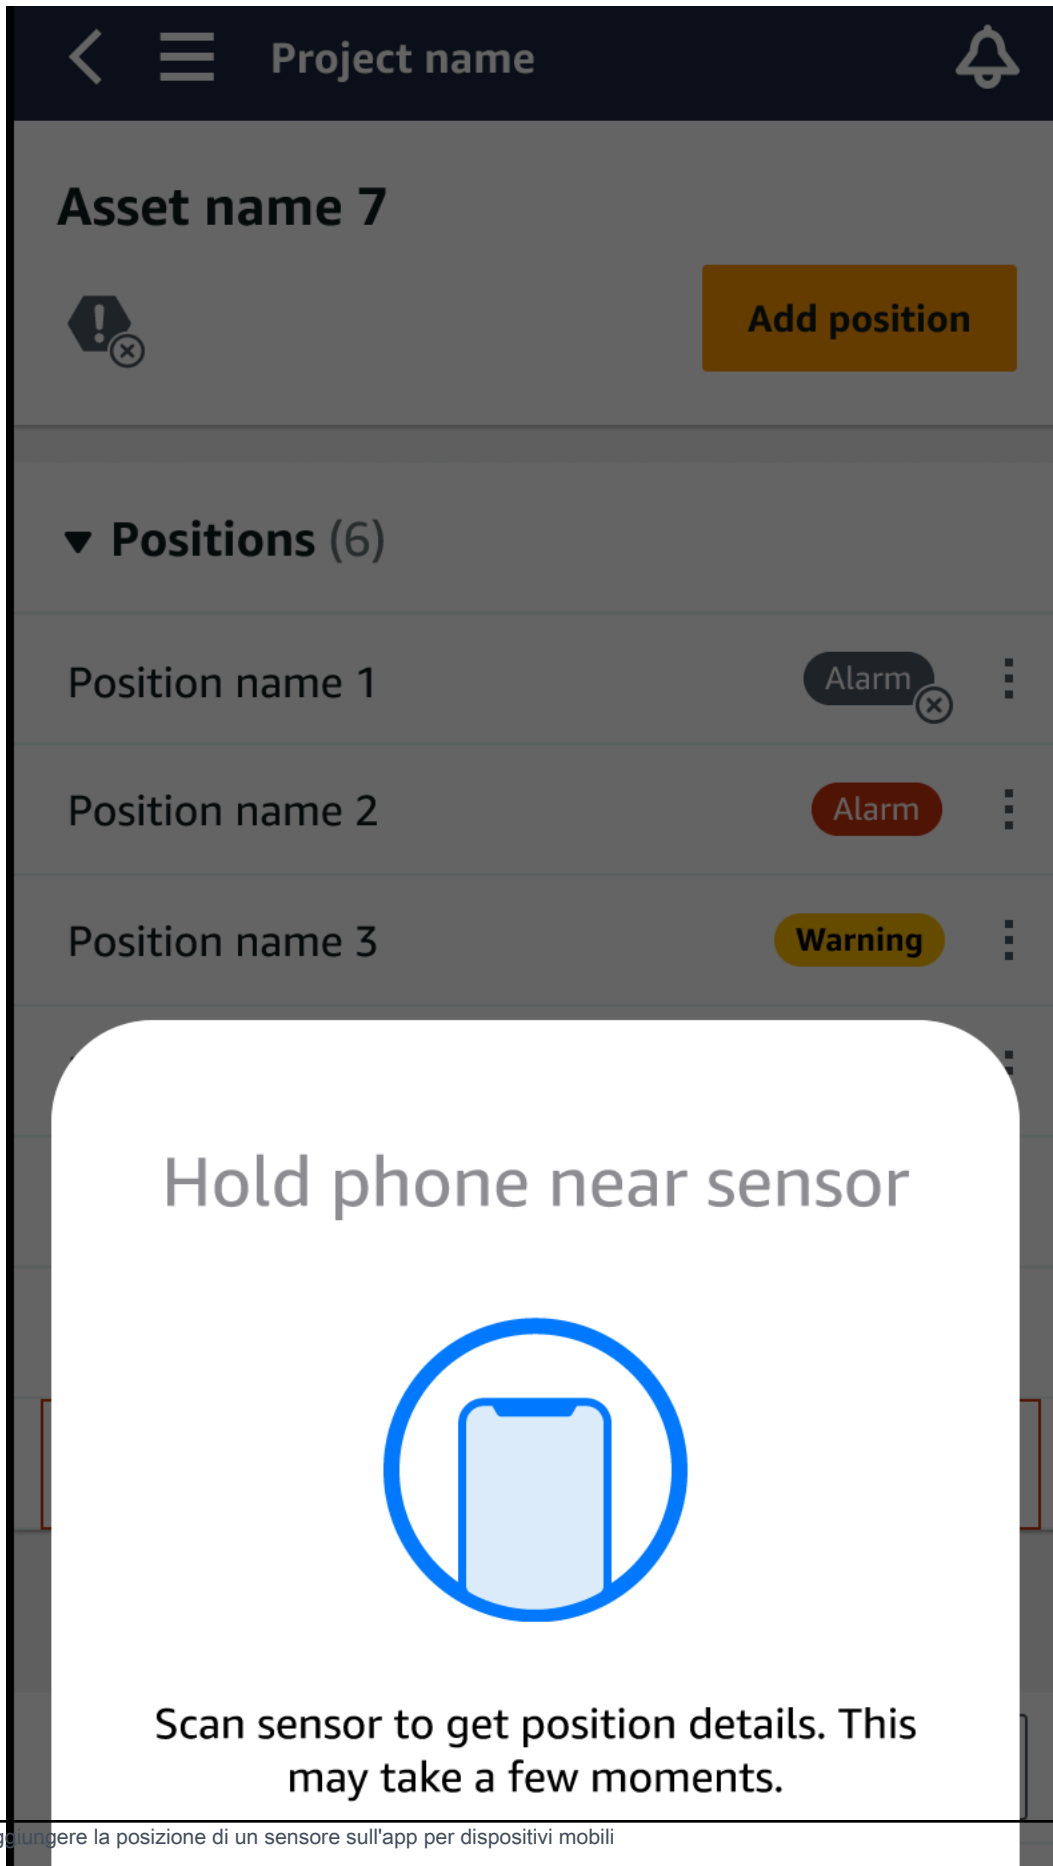 Project name
Asset name 7
Add position
Positions (6)
Position name 1
Alarm
Position name 2
Alarm
Position name 3
Warning
Hold phone near sensor
Scan sensor to get position details. This
may take a few moments.
la posizione di un sensore sull'app per dispositivi mobili